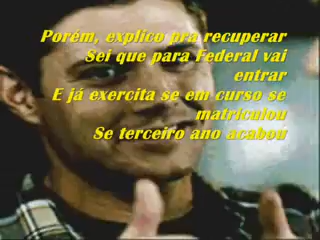 Porém, explico pra recuperar
Sei que para Federal vai
entrar
E já exercita se em curso se
matriculou
Se terceiro ano acabou